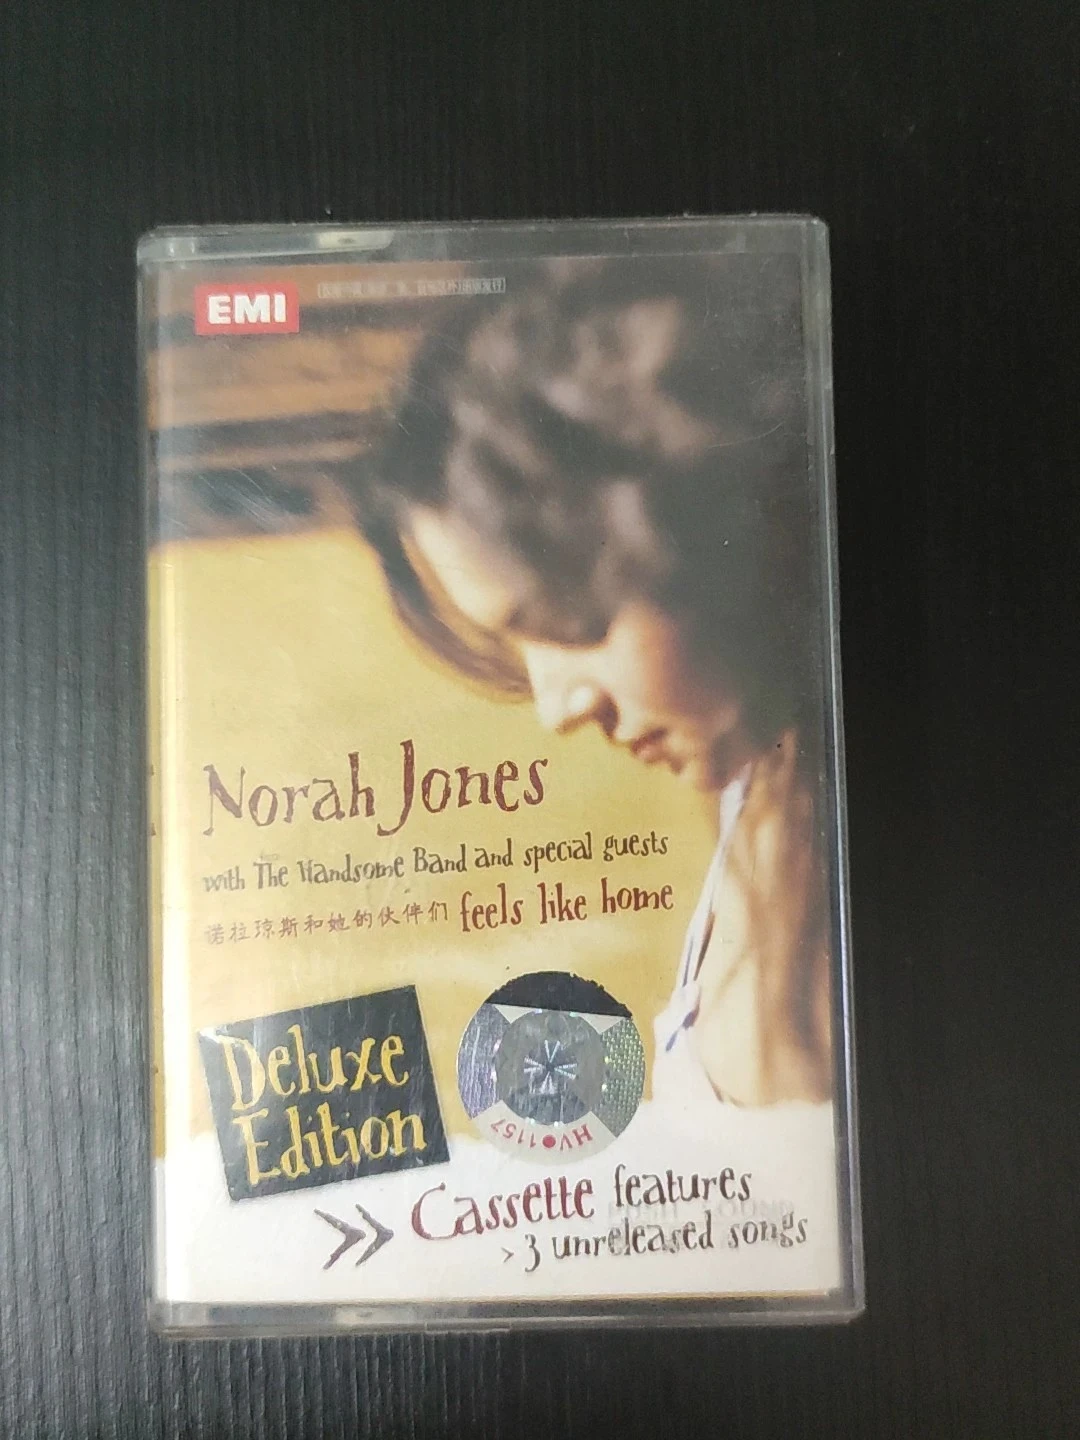 EMI
Norah Jones
with The Handsome Band and special guests
诺拉琼斯和她的伙伴们 feels like home
Deluxe
Edition
HV●1157
>> Cassette features
> 3 unreleased songs